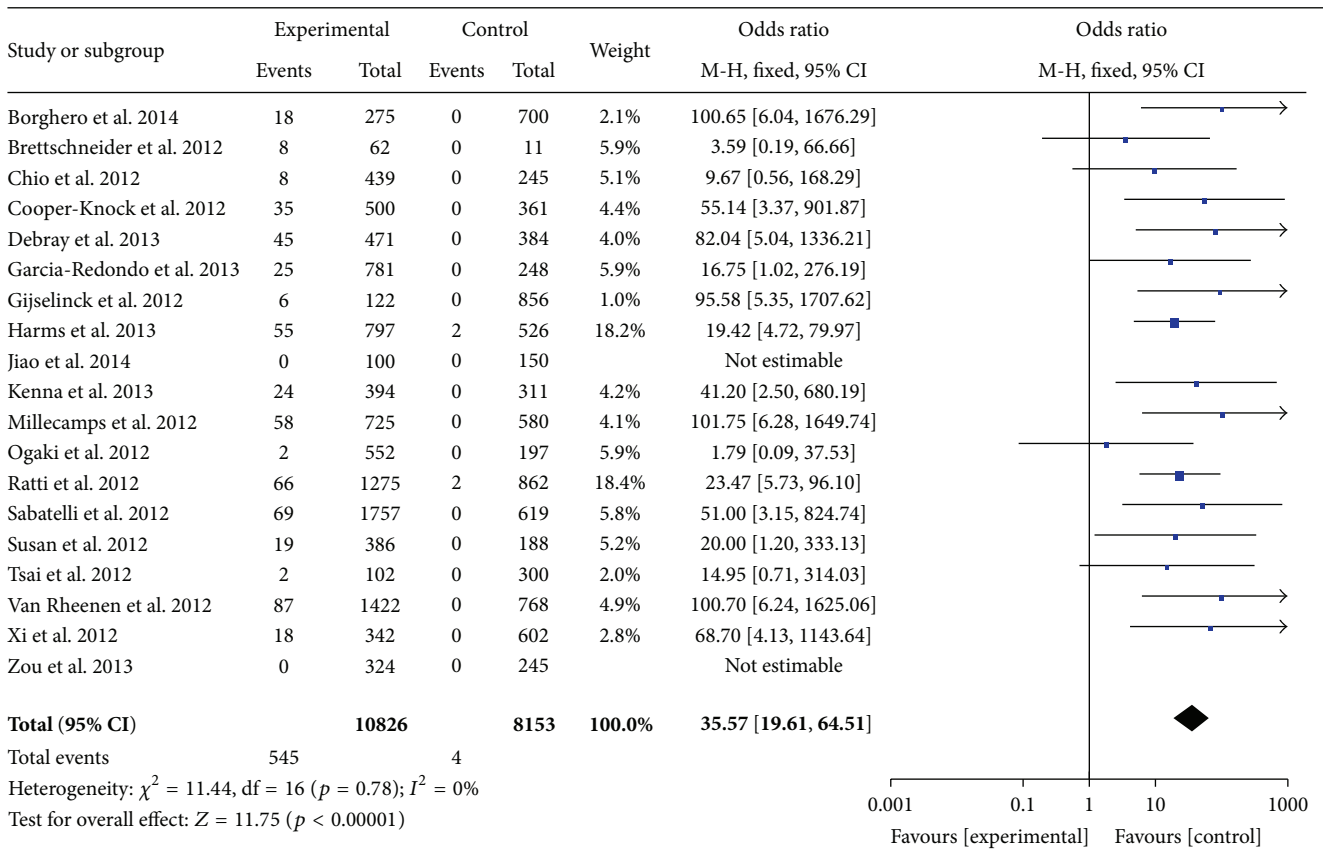 Study or subgroup Experimental Control Weight Odds ratio Odds ratio
Events Total Events Total M-H, fixed, 95% CI M-H, fixed, 95% CI
Borghero et al. 2014 18 275 0 700 2.1% 100.65 [6.04, 1676.29]
Brettschneider et al. 2012 8 62 0 11 5.9% 3.59 [0.19, 66.66]
Chio et al. 2012 8 439 0 245 5.1% 9.67 [0.56, 168.29]
Cooper-Knock et al. 2012 35 500 0 361 4.4% 55.14 [3.37, 901.87]
Debray et al. 2013 45 471 0 384 4.0% 82.04 [5.04, 1336.21]
Garcia-Redondo et al. 2013 25 781 0 248 5.9% 16.75 [1.02, 276.19]
Gijselinck et al. 2012 6 122 0 856 1.0% 95.58 [5.35, 1707.62]
Harms et al. 2013 55 797 2 526 18.2% 19.42 [4.72, 79.97]
Jiao et al. 2014 0 100 0 150 Not estimable
Kenna et al. 2013 24 394 0 311 4.2% 41.20 [2.50, 680.19]
Millecamps et al. 2012 58 725 0 580 4.1% 101.75 [6.28, 1649.74]
Ogaki et al. 2012 2 552 0 197 5.9% 1.79 [0.09, 37.53]
Ratti et al. 2012 66 1275 2 862 18.4% 23.47 [5.73, 96.10]
Sabatelli et al. 2012 69 1757 0 619 5.8% 51.00 [3.15, 824.74]
Susan et al. 2012 19 386 0 188 5.2% 20.00 [1.20, 333.13]
Tsai et al. 2012 2 102 0 300 2.0% 14.95 [0.71, 314.03]
Van Rheenen et al. 2012 87 1422 0 768 4.9% 100.70 [6.24, 1625.06]
Xi et al. 2012 18 342 0 602 2.8% 68.70 [4.13, 1143.64]
Zou et al. 2013 0 324 0 245 Not estimable
Total (95% CI) 10826 8153 100.0% 35.57 [19.61, 64.51]
Total events 545 4
Heterogeneity: χ² = 11.44, df = 16 (p = 0.78); I² = 0%
Test for overall effect: Z = 11.75 (p < 0.00001)
0.001 0.1 1 10 1000
Favours [experimental] Favours [control]